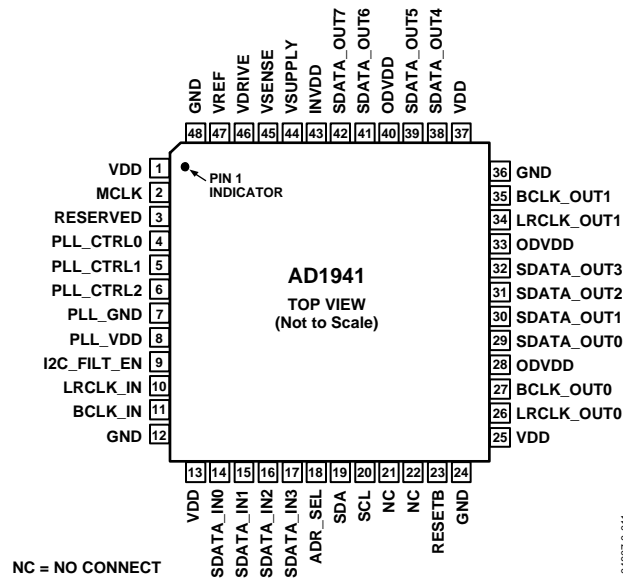 GND
VREF
VDRIVE
VSENSE
VSUPPLY
INVDD
SDATA_OUT7
SDATA_OUT6
ODVDD
SDATA_OUT5
SDATA_OUT4
VDD
48 47 46 45 44 43 42 41 40 39 38 37
VDD 1
MCLK 2
RESERVED 3
PLL_CTRL0 4
PLL_CTRL1 5
PLL_CTRL2 6
PLL_GND 7
PLL_VDD 8
I2C_FILT_EN 9
LRCLK_IN 10
BCLK_IN 11
GND 12
PIN 1
INDICATOR
AD1941
TOP VIEW
(Not to Scale)
36 GND
35 BCLK_OUT1
34 LRCLK_OUT1
33 ODVDD
32 SDATA_OUT3
31 SDATA_OUT2
30 SDATA_OUT1
29 SDATA_OUT0
28 ODVDD
27 BCLK_OUT0
26 LRCLK_OUT0
25 VDD
13 14 15 16 17 18 19 20 21 22 23 24
VDD
SDATA_IN0
SDATA_IN1
SDATA_IN2
SDATA_IN3
ADR_SEL
SDA
SCL
NC
NC
RESETB
GND
NC = NO CONNECT